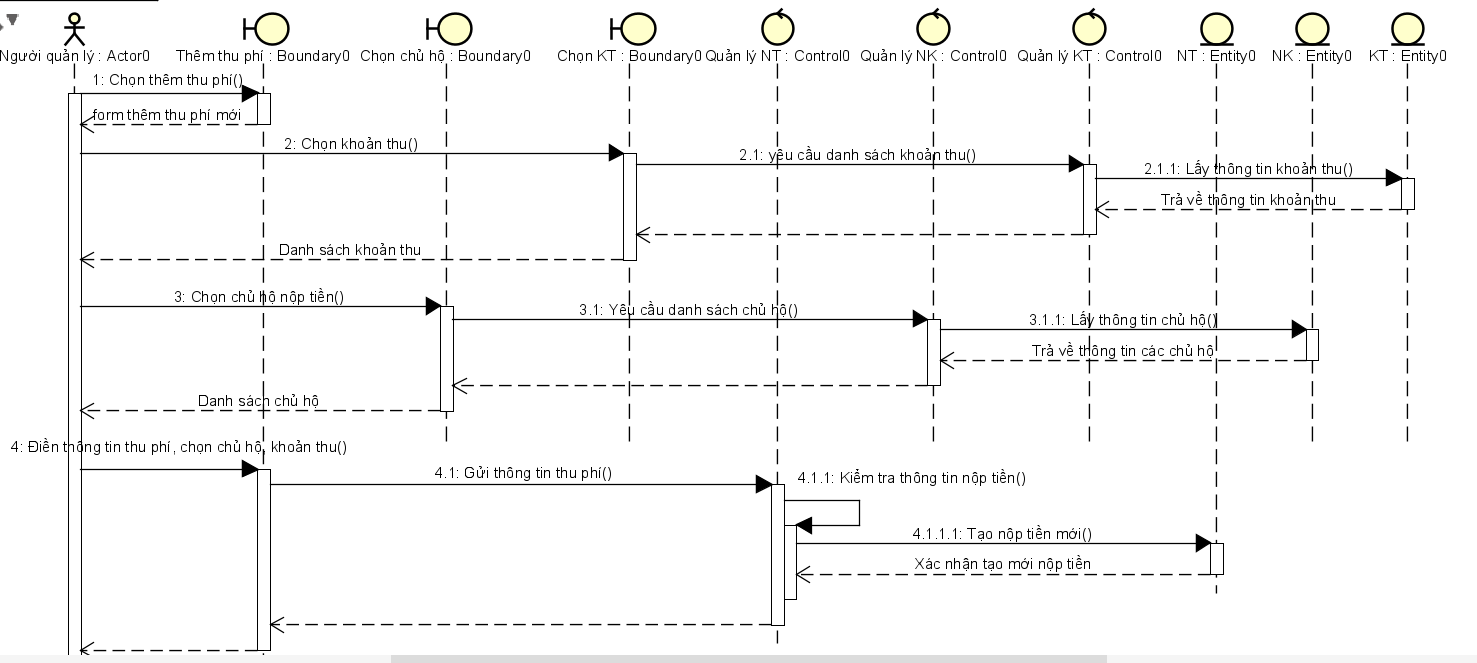 Người quản lý : Actor0
Thêm thu phí : Boundary0
Chọn chủ hộ : Boundary0
Chọn KT : Boundary0
Quản lý NT : Control0
Quản lý NK : Control0
Quản lý KT : Control0
NT : Entity0
NK : Entity0
KT : Entity0
1: Chọn thêm thu phí()
form thêm thu phí mới
2: Chọn khoản thu()
2.1: yêu cầu danh sách khoản thu()
2.1.1: Lấy thông tin khoản thu()
Trả về thông tin khoản thu
Danh sách khoản thu
3: Chọn chủ hộ nộp tiền()
3.1: Yêu cầu danh sách chủ hộ()
3.1.1: Lấy thông tin chủ hộ()
Trả về thông tin các chủ hộ
Danh sách chủ hộ
4: Điền thông tin thu phí, chọn chủ hộ, khoản thu()
4.1: Gửi thông tin thu phí()
4.1.1: Kiểm tra thông tin nộp tiền()
4.1.1.1: Tạo nộp tiền mới()
Xác nhận tạo mới nộp tiền